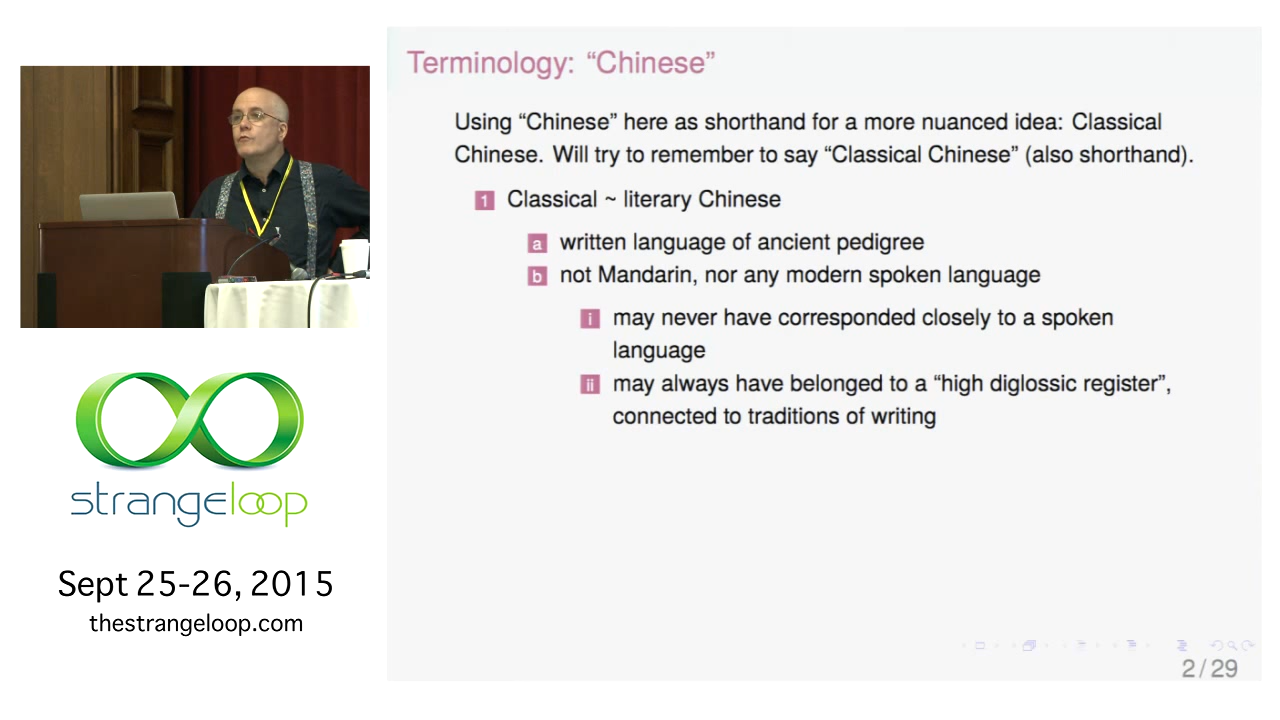 Terminology: “Chinese”
Using “Chinese” here as shorthand for a more nuanced idea: Classical
Chinese. Will try to remember to say “Classical Chinese” (also shorthand).
1 Classical ~ literary Chinese
a written language of ancient pedigree
b not Mandarin, nor any modern spoken language
i may never have corresponded closely to a spoken
language
ii may always have belonged to a “high diglossic register”,
connected to traditions of writing
2 / 29
strangeloop
Sept 25-26, 2015
thestrangeloop.com